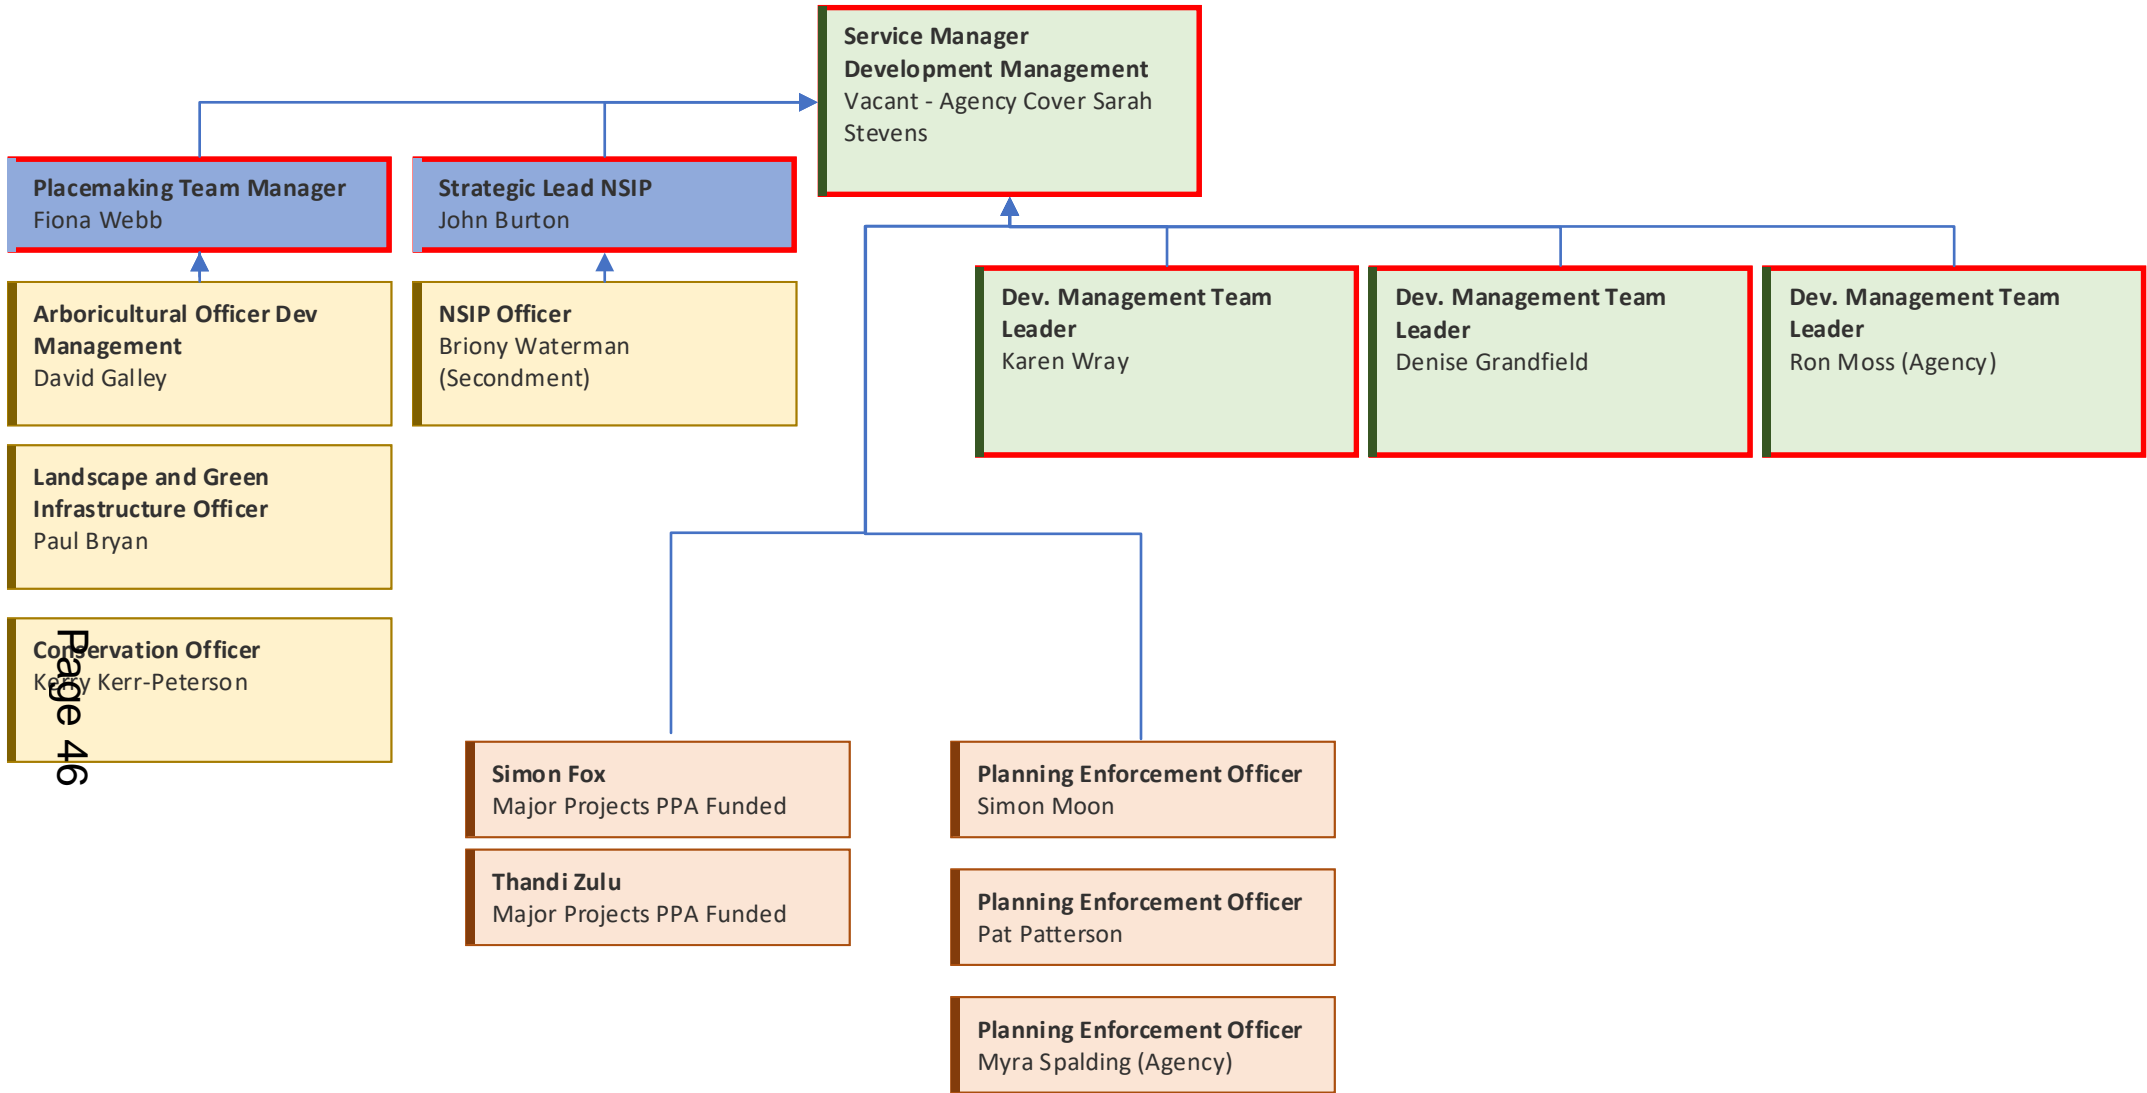 Service Manager
Development Management
Vacant - Agency Cover Sarah
Stevens
Placemaking Team Manager
Fiona Webb
Strategic Lead NSIP
John Burton
Arboricultural Officer Dev
Management
David Galley
NSIP Officer
Briony Waterman
(Secondment)
Dev. Management Team
Leader
Karen Wray
Dev. Management Team
Leader
Denise Grandfield
Dev. Management Team
Leader
Ron Moss (Agency)
Landscape and Green
Infrastructure Officer
Paul Bryan
Conservation Officer
Kerry Kerr-Peterson
Page 46
Simon Fox
Major Projects PPA Funded
Thandi Zulu
Major Projects PPA Funded
Planning Enforcement Officer
Simon Moon
Planning Enforcement Officer
Pat Patterson
Planning Enforcement Officer
Myra Spalding (Agency)